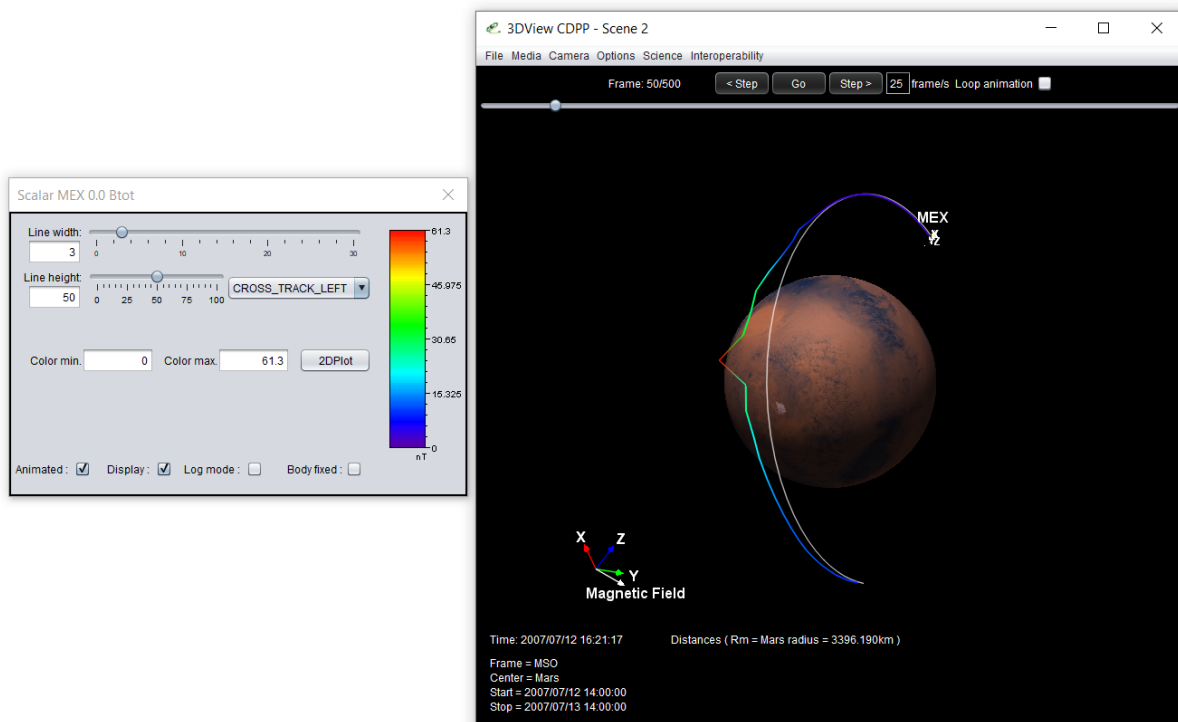 3DView CDPP - Scene 2
File Media Camera Options Science Interoperability
Frame: 50/500 < Step Go Step > 25 frame/s Loop animation
Scalar MEX 0.0 Btot
Line width:
3
0 10 20 30
Line height:
50
0 25 50 75 100
CROSS_TRACK_LEFT
Color min. 0 Color max. 61.3 2DPlot
61.3
45.975
30.65
15.325
0
nT
Animated : Display : Log mode : Body fixed :
MEX
X
Y
Z
X Z
Y
Magnetic Field
Time: 2007/07/12 16:21:17 Distances ( Rm = Mars radius = 3396.190km )
Frame = MSO
Center = Mars
Start = 2007/07/12 14:00:00
Stop = 2007/07/13 14:00:00